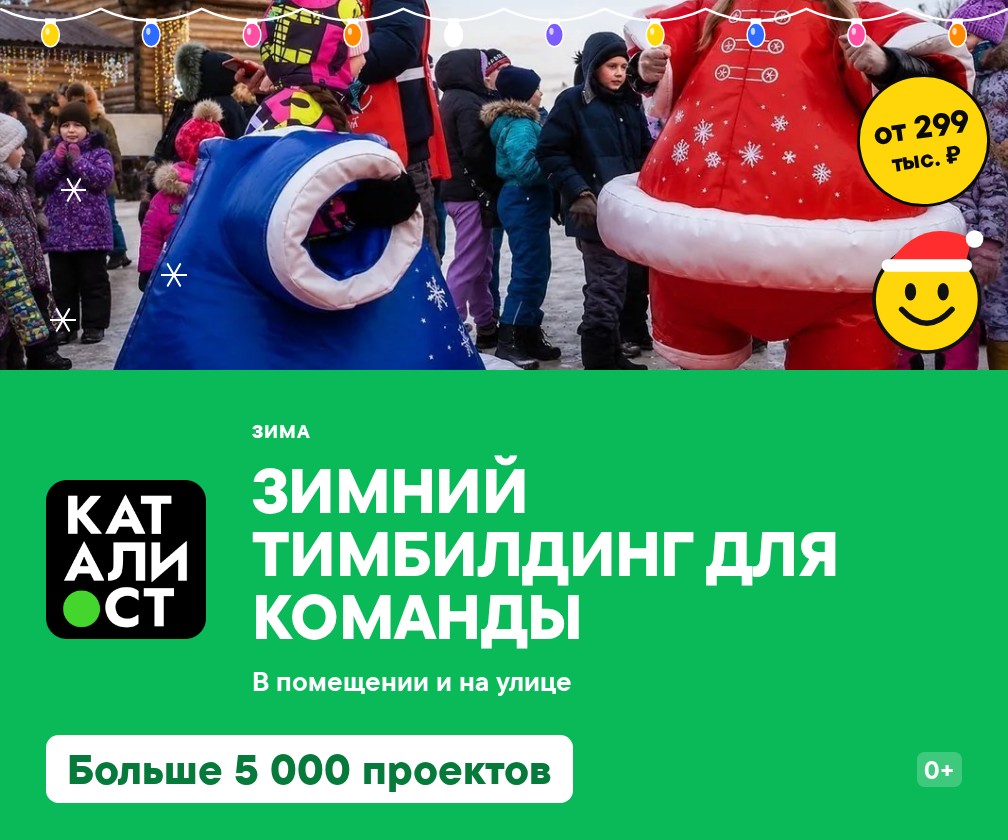 от 299
тыс. ₽
ЗИМА
ЗИМНИЙ
ТИМБИЛДИНГ ДЛЯ
КОМАНДЫ
КАТ
АЛИ
СТ
В помещении и на улице
Больше 5 000 проектов
0+